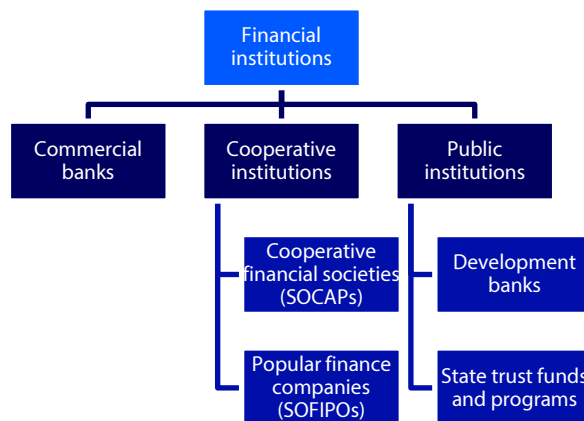 Financial
institutions
Commercial
banks
Cooperative
institutions
Public
institutions
Cooperative
financial societies
(SOCAPs)
Development
banks
Popular finance
companies
(SOFIPOs)
State trust funds
and programs